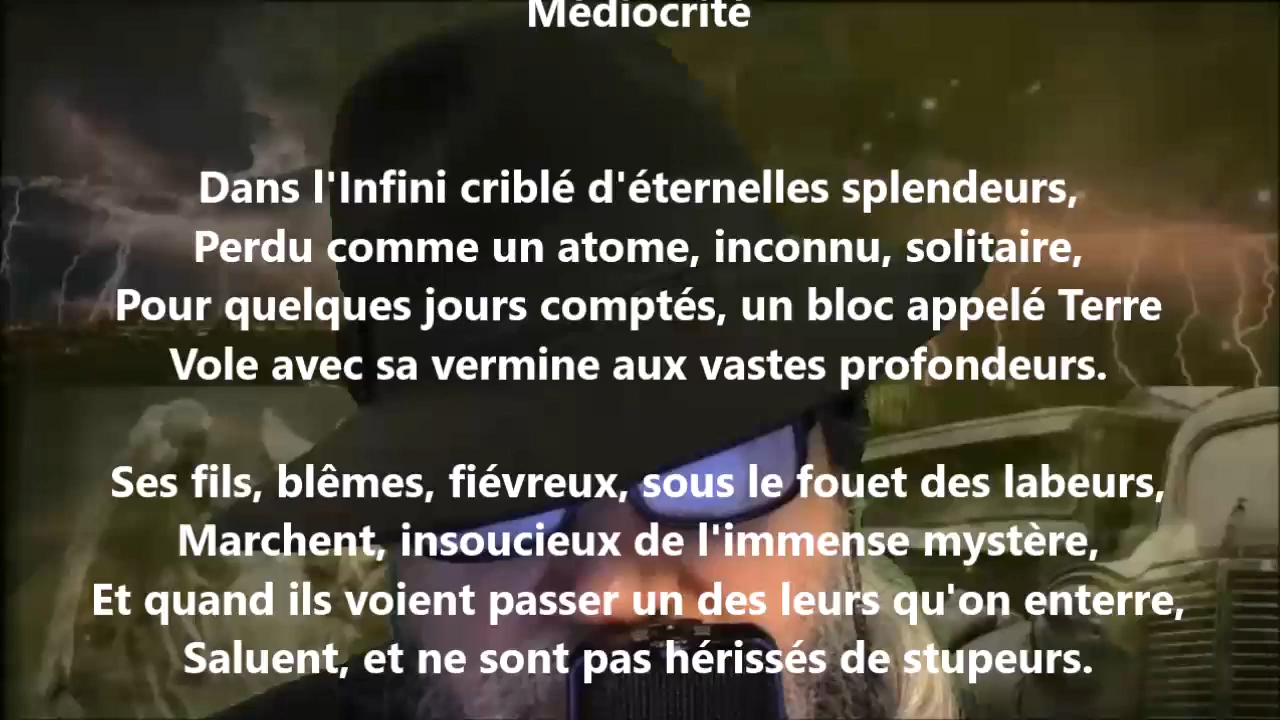 Médiocrité
Dans l'Infini criblé d'éternelles splendeurs,
Perdu comme un atome, inconnu, solitaire,
Pour quelques jours comptés, un bloc appelé Terre
Vole avec sa vermine aux vastes profondeurs.
Ses fils, blêmes, fiévreux, sous le fouet des labeurs,
Marchent, insoucieux de l'immense mystère,
Et quand ils voient passer un des leurs qu'on enterre,
Saluent, et ne sont pas hérissés de stupeurs.